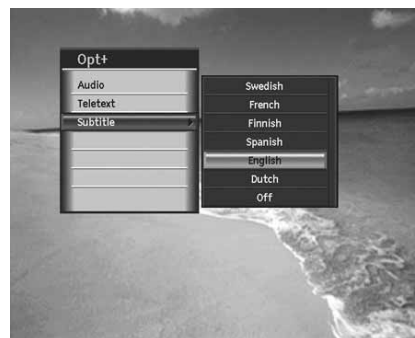 Opt+
Audio
Teletext
Subtitle
Swedish
French
Finnish
Spanish
English
Dutch
Off